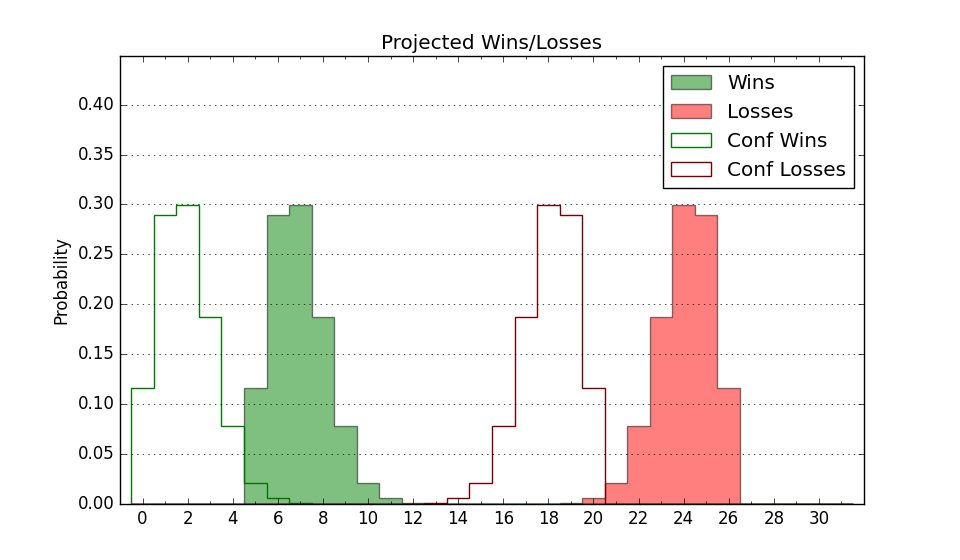 Projected Wins/Losses
Wins
Losses
Conf Wins
Conf Losses
Probability
0.40
0.35
0.30
0.25
0.20
0.15
0.10
0.05
0.00
0 2 4 6 8 10 12 14 16 18 20 22 24 26 28 30